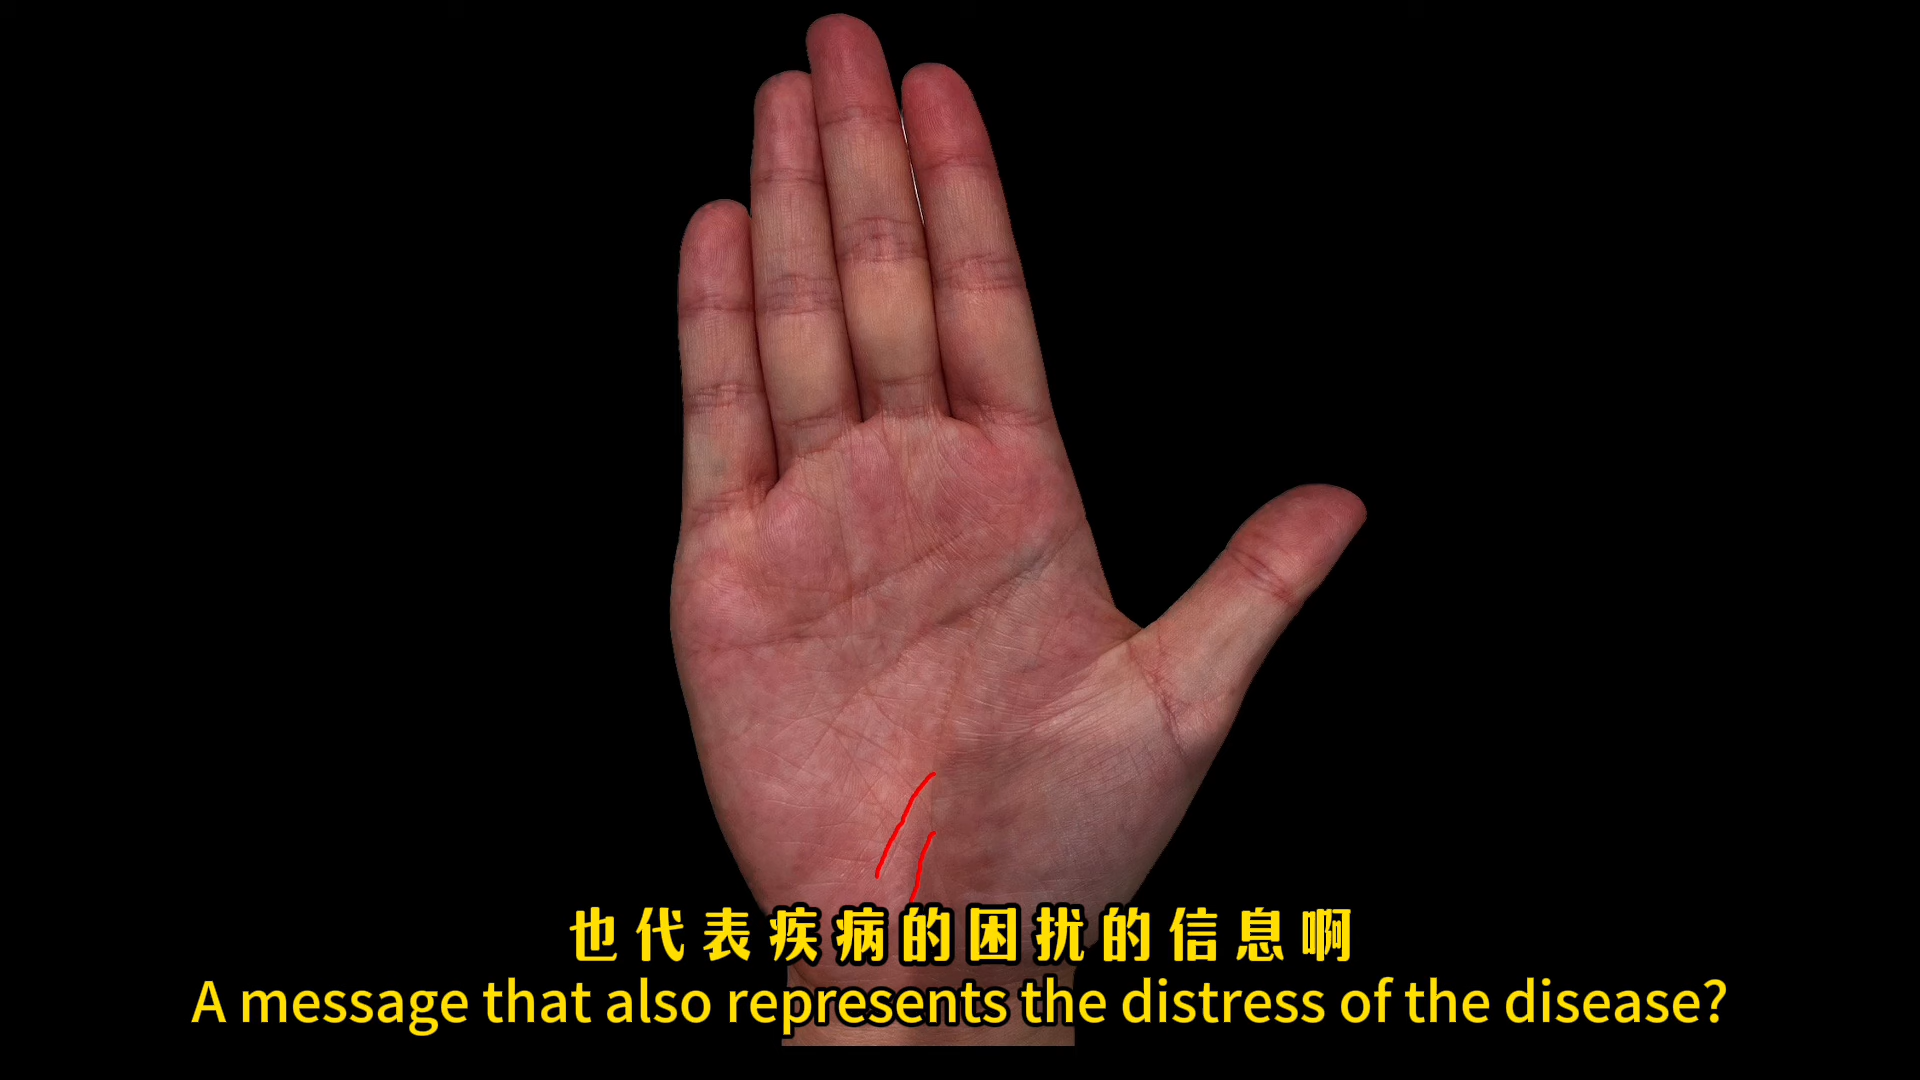 也代表疾病的困扰的信息啊
A message that also represents the distress of the disease?